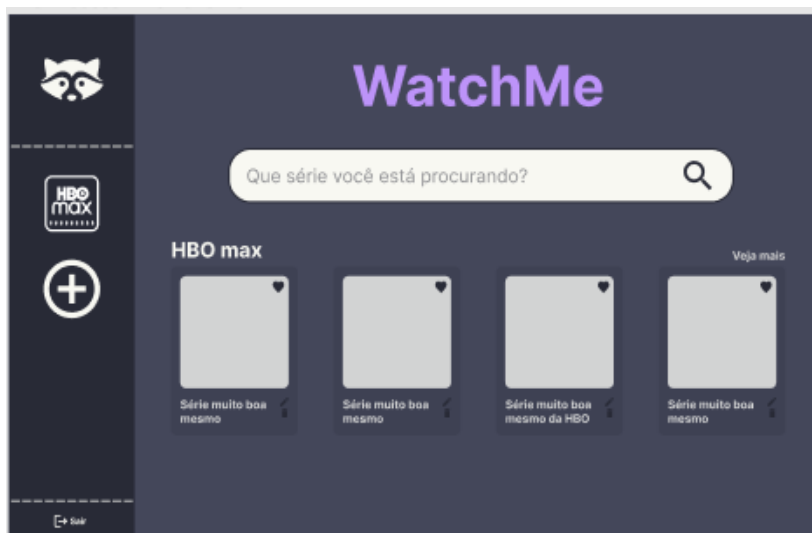 WatchMe
HBO
max
Que série você está procurando?
HBO max
Veja mais
Série muito boa
mesmo
Série muito boa
mesmo
Série muito boa
mesmo da HBO
Série muito boa
mesmo
Sair